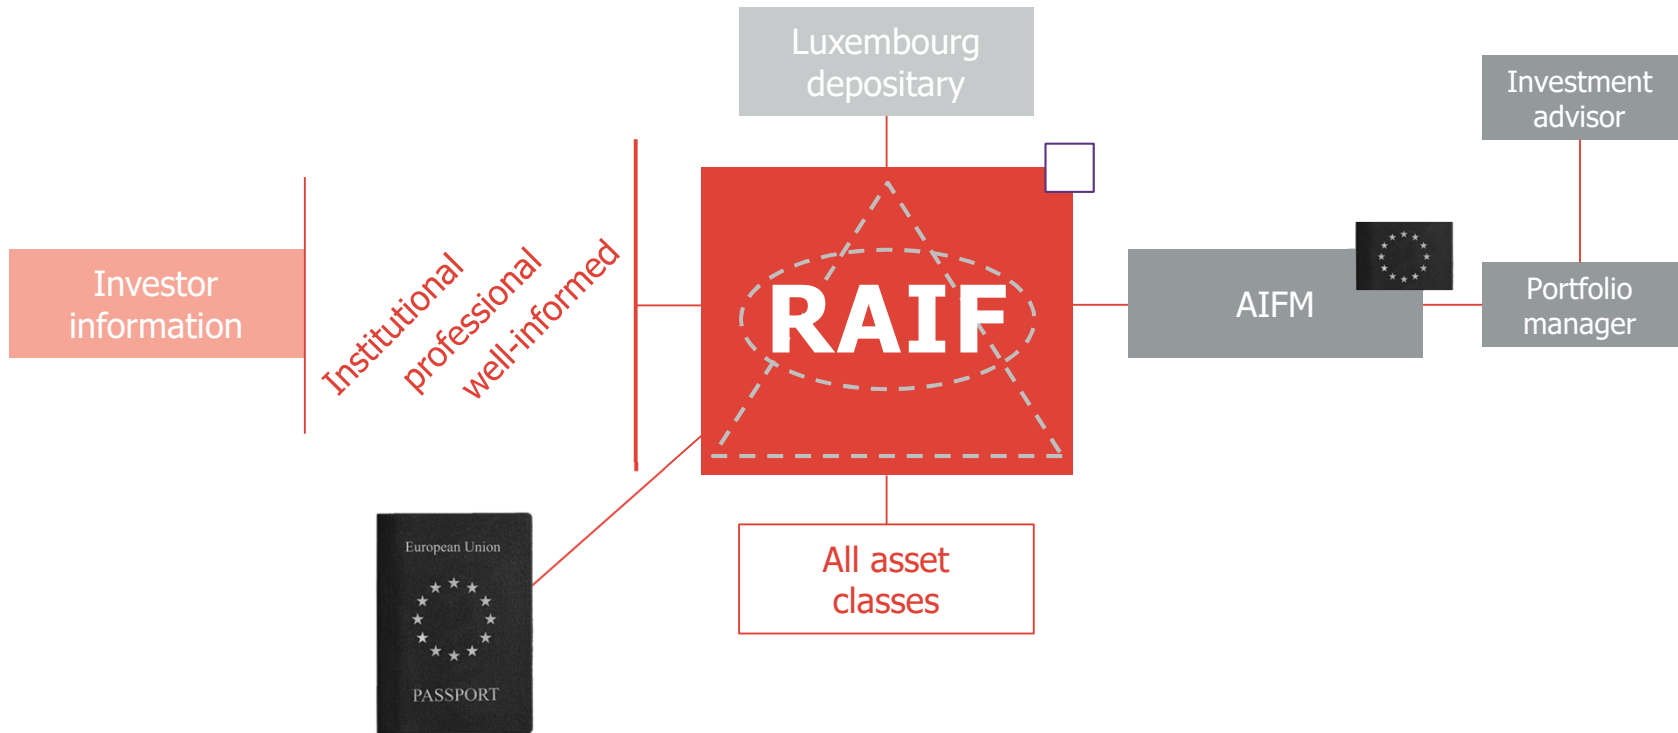 Luxembourg
depositary
Investment
advisor
Investor
information
Institutional
professional
well-informed
RAIF
AIFM
Portfolio
manager
All asset
classes
European Union
PASSPORT